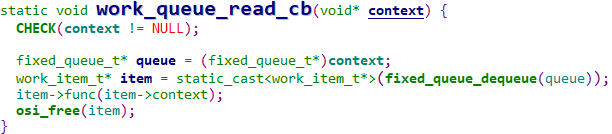 static void work_queue_read_cb(void* context) {
CHECK(context != NULL);
fixed_queue_t* queue = (fixed_queue_t*)context;
work_item_t* item = static_cast<work_item_t*>(fixed_queue_dequeue(queue));
item->func(item->context);
osi_free(item);
}